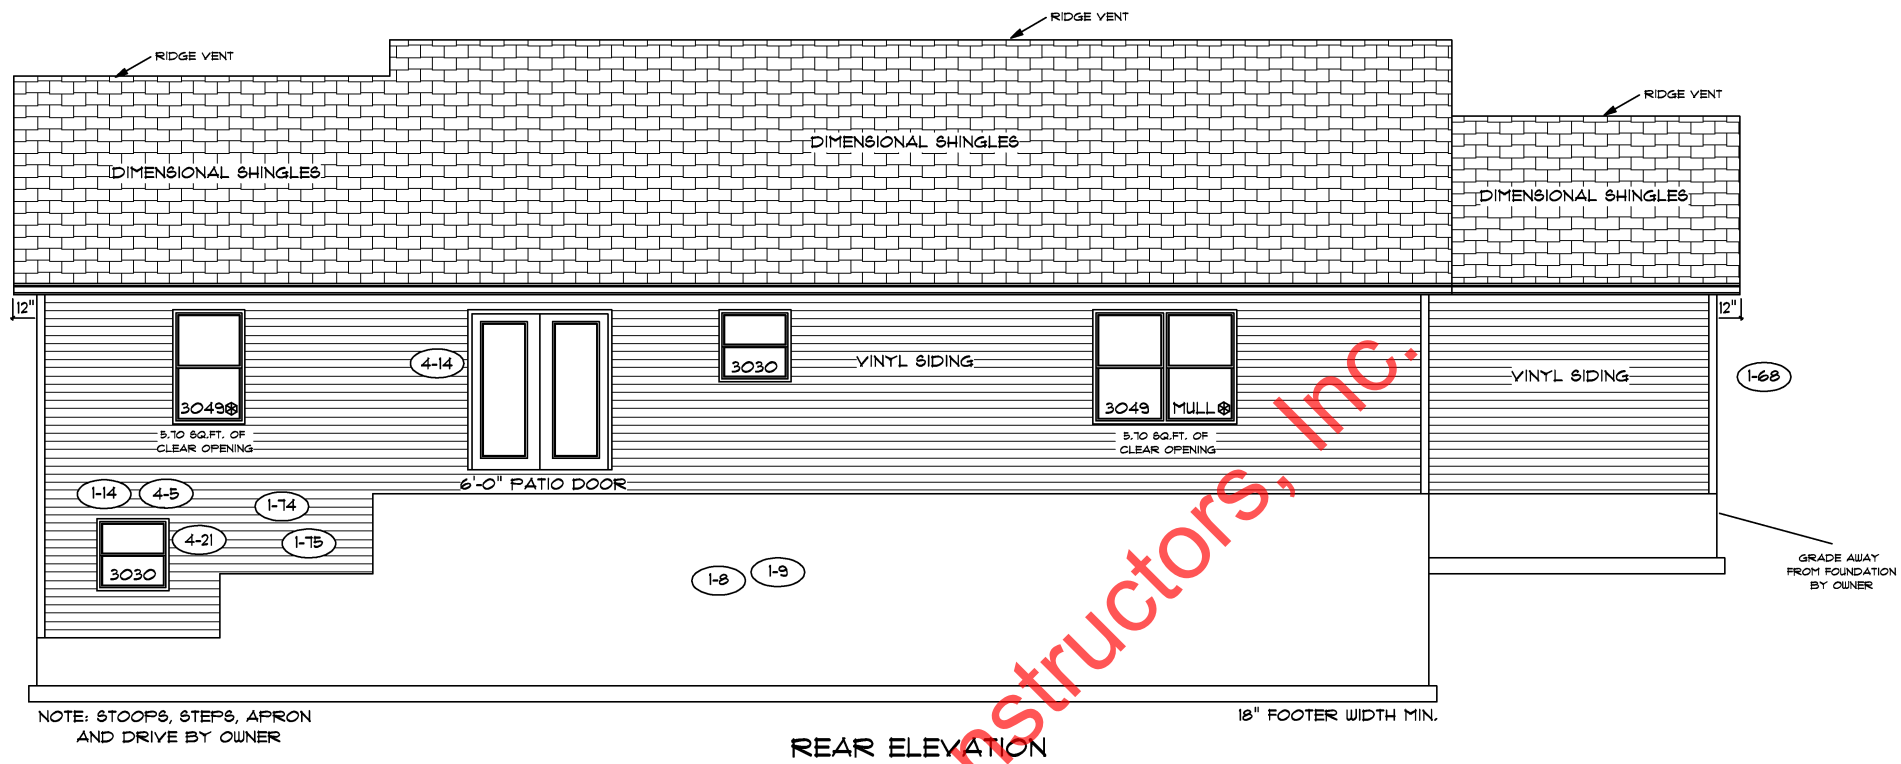 RIDGE VENT
RIDGE VENT
RIDGE VENT
DIMENSIONAL SHINGLES
DIMENSIONAL SHINGLES
DIMENSIONAL SHINGLES
12"
12"
4-14
3030
VINYL SIDING
VINYL SIDING
1-68
3049
3049
MULL
5.70 SQ.FT. OF
CLEAR OPENING
5.70 SQ.FT. OF
CLEAR OPENING
6'-0" PATIO DOOR
1-14
4-5
1-74
4-21
1-75
3030
1-8
1-9
GRADE AWAY
FROM FOUNDATION
BY OWNER
NOTE: STOOPS, STEPS, APRON
AND DRIVE BY OWNER
18" FOOTER WIDTH MIN.
REAR ELEVATION
nstructors, Inc.